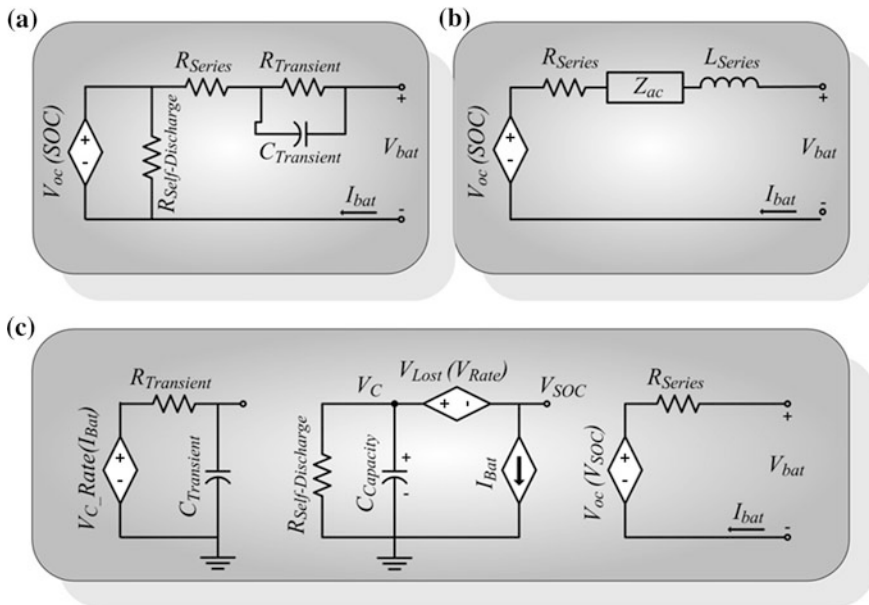 (a)
R_Series
R_Transient
+
V_oc (SOC)
+
-
R_Self-Discharge
C_Transient
V_bat
I_bat
-
(b)
R_Series
Z_ac
L_Series
+
V_oc (SOC)
+
-
V_bat
I_bat
-
(c)
R_Transient
V_C_Rate(I_Bat)
+
-
C_Transient
V_C
V_Lost (V_Rate)
+ -
V_SOC
R_Self-Discharge
C_Capacity
+
-
I_Bat
R_Series
+
V_oc (V_SOC)
+
-
V_bat
I_bat
-